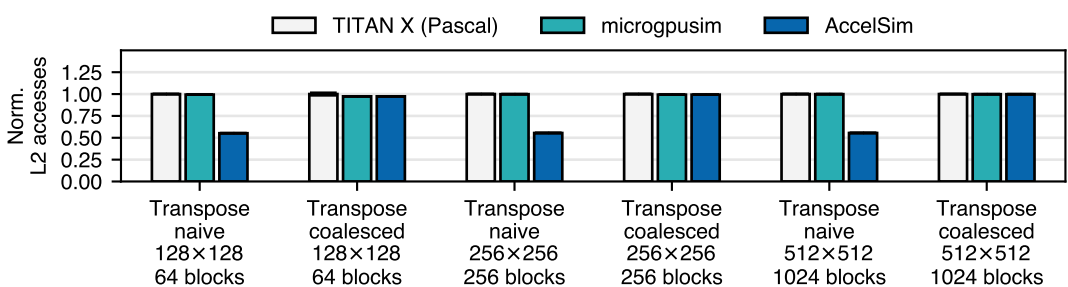 TITAN X (Pascal) microgpusim AccelSim
Norm.
L2 accesses
1.25
1.00
0.75
0.50
0.25
0.00
Transpose
naive
128×128
64 blocks
Transpose
coalesced
128×128
64 blocks
Transpose
naive
256×256
256 blocks
Transpose
coalesced
256×256
256 blocks
Transpose
naive
512×512
1024 blocks
Transpose
coalesced
512×512
1024 blocks